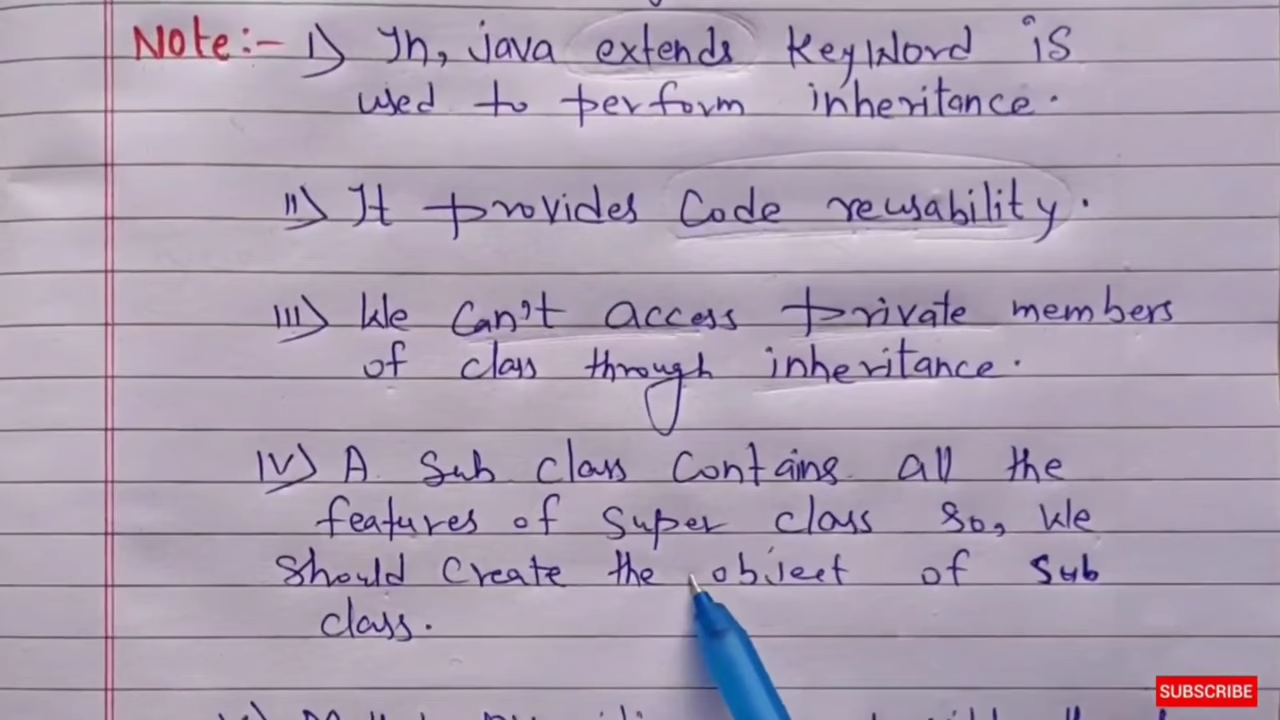 Note:- I) In, java extends KeyWord is
used to perform inheritance.
II) It provides Code reusability.
III) We can't access private members
of class through inheritance.
IV) A Sub class contains all the
features of super class so, We
should create the object of Sub
class.
SUBSCRIBE